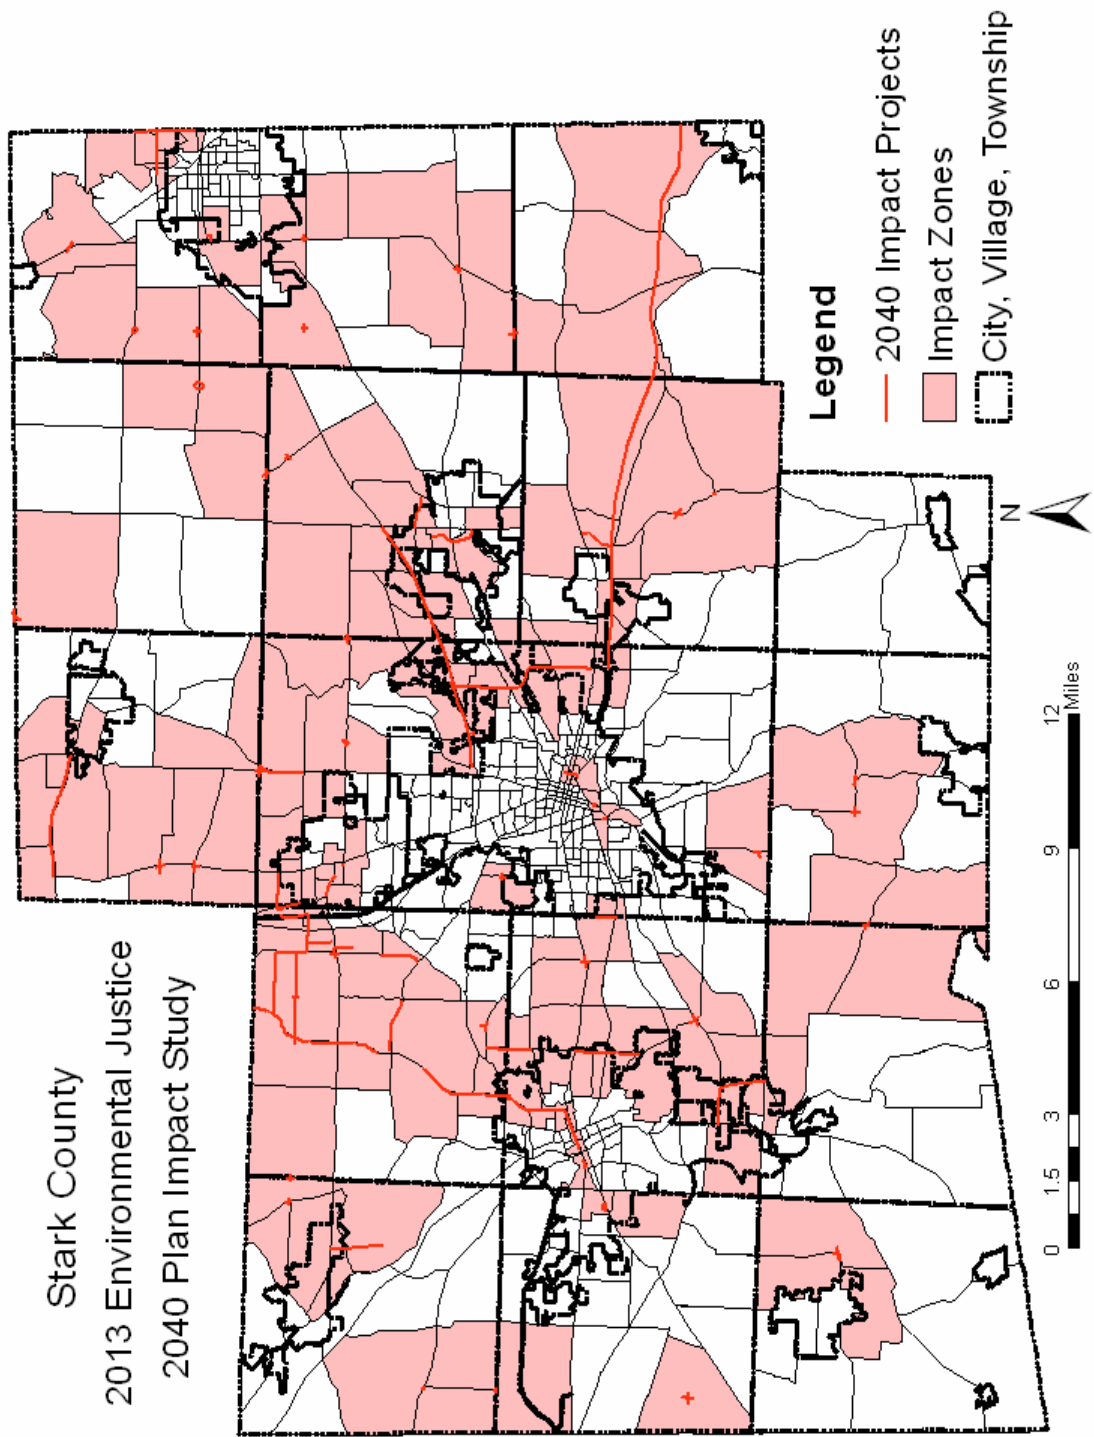 Stark County
2013 Environmental Justice
2040 Plan Impact Study
Legend
2040 Impact Projects
Impact Zones
City, Village, Township
N
0 1.5 3 6 9 12
Miles